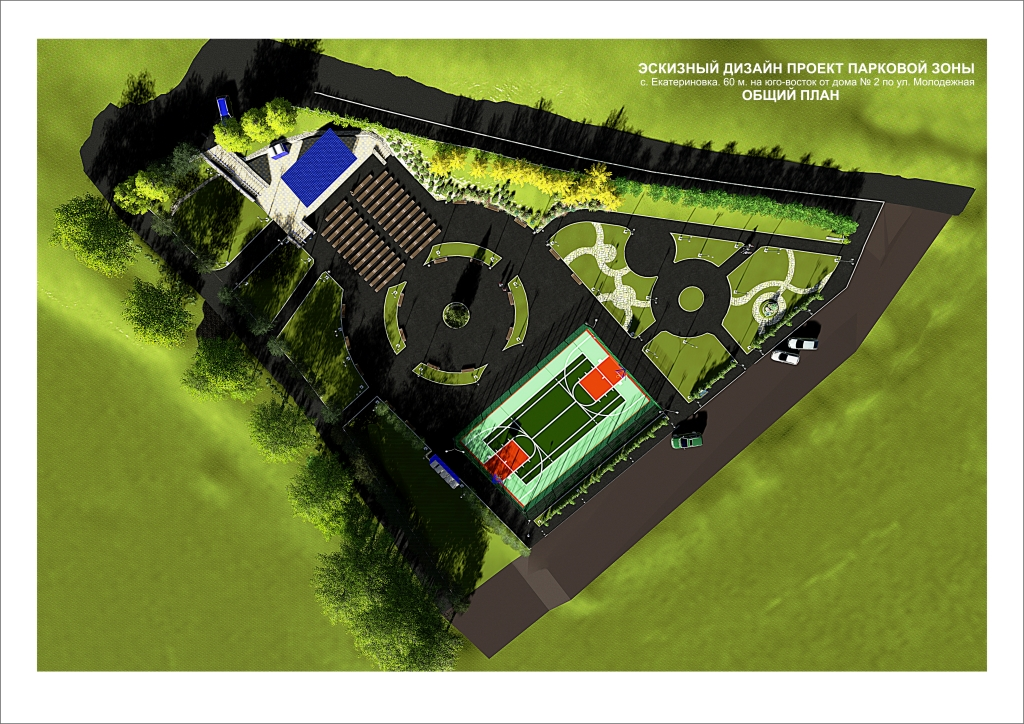 ЭСКИЗНЫЙ ДИЗАЙН ПРОЕКТ ПАРКОВОЙ ЗОНЫ
с. Екатериновка. 60 м. на юго-восток от дома № 2 по ул. Молодежная
ОБЩИЙ ПЛАН